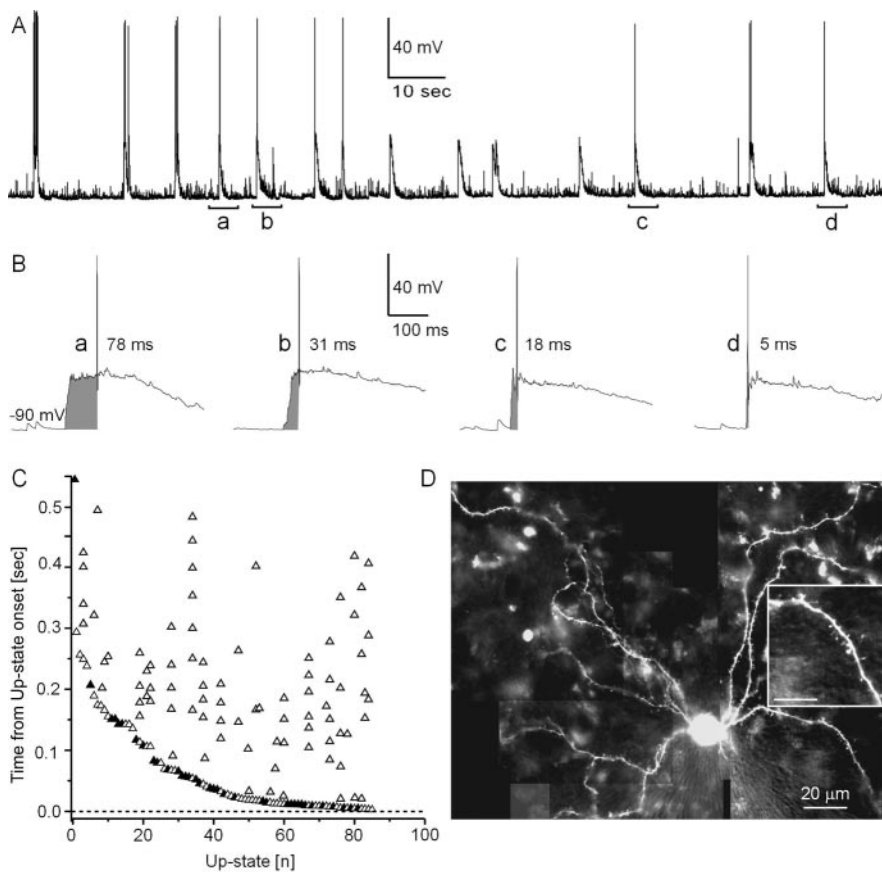 A
40 mV
10 sec
a
b
c
d
B
40 mV
100 ms
a
78 ms
b
31 ms
c
18 ms
d
5 ms
-90 mV
C
D
Time from Up-state onset [sec]
0.5
0.4
0.3
0.2
0.1
0.0
0
20
40
60
80
100
Up-state [n]
20 μm